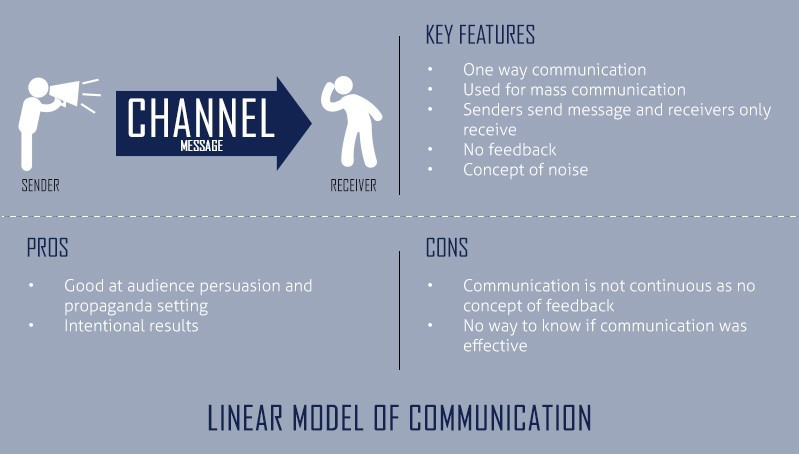 CHANNEL
MESSAGE
SENDER
RECEIVER
KEY FEATURES
• One way communication
• Used for mass communication
• Senders send message and receivers only
receive
• No feedback
• Concept of noise
PROS
• Good at audience persuasion and
propaganda setting
• Intentional results
CONS
• Communication is not continuous as no
concept of feedback
• No way to know if communication was
effective
LINEAR MODEL OF COMMUNICATION